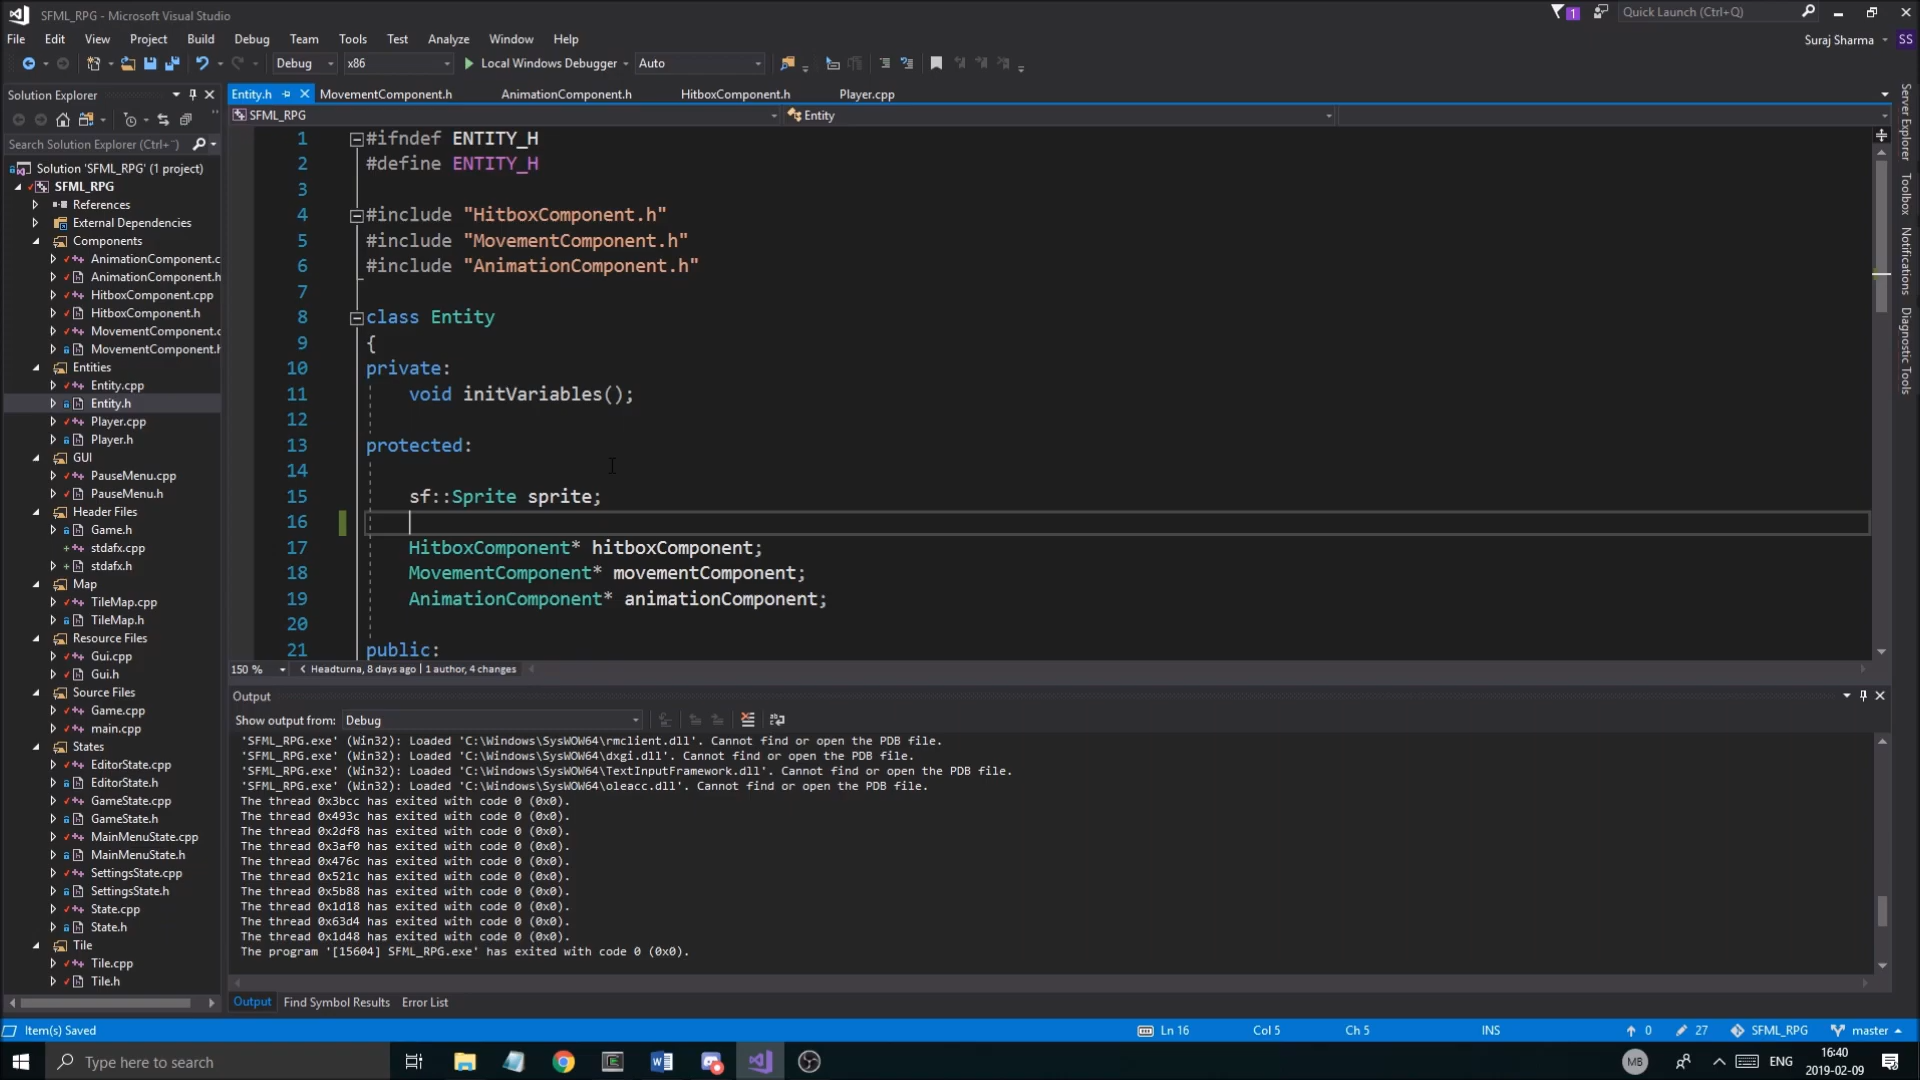 SFML_RPG - Microsoft Visual Studio
1
Quick Launch (Ctrl+Q)
File Edit View Project Build Debug Team Tools Test Analyze Window Help
Suraj Sharma SS
Debug x86 Local Windows Debugger Auto
Solution Explorer
Entity.h MovementComponent.h AnimationComponent.h HitboxComponent.h Player.cpp
SFML_RPG Entity
Search Solution Explorer (Ctrl+¨)
Solution 'SFML_RPG' (1 project)
SFML_RPG
References
External Dependencies
Components
AnimationComponent.c
AnimationComponent.h
HitboxComponent.cpp
HitboxComponent.h
MovementComponent.c
MovementComponent.h
Entities
Entity.cpp
Entity.h
Player.cpp
Player.h
GUI
PauseMenu.cpp
PauseMenu.h
Header Files
Game.h
stdafx.cpp
stdafx.h
Map
TileMap.cpp
TileMap.h
Resource Files
Gui.cpp
Gui.h
Source Files
Game.cpp
main.cpp
States
EditorState.cpp
EditorState.h
GameState.cpp
GameState.h
MainMenuState.cpp
MainMenuState.h
SettingsState.cpp
SettingsState.h
State.cpp
State.h
Tile
Tile.cpp
Tile.h
1 #ifndef ENTITY_H
2 #define ENTITY_H
3
4 #include "HitboxComponent.h"
5 #include "MovementComponent.h"
6 #include "AnimationComponent.h"
7
8 class Entity
9 {
10 private:
11 void initVariables();
12
13 protected:
14
15 sf::Sprite sprite;
16
17 HitboxComponent* hitboxComponent;
18 MovementComponent* movementComponent;
19 AnimationComponent* animationComponent;
20
21 public:
150 % Headturna, 8 days ago | 1 author, 4 changes
Server Explorer
Toolbox
Notifications
Diagnostic Tools
Output
Show output from: Debug
'SFML_RPG.exe' (Win32): Loaded 'C:\Windows\SysWOW64\rmclient.dll'. Cannot find or open the PDB file.
'SFML_RPG.exe' (Win32): Loaded 'C:\Windows\SysWOW64\dxgi.dll'. Cannot find or open the PDB file.
'SFML_RPG.exe' (Win32): Loaded 'C:\Windows\SysWOW64\TextInputFramework.dll'. Cannot find or open the PDB file.
'SFML_RPG.exe' (Win32): Loaded 'C:\Windows\SysWOW64\oleacc.dll'. Cannot find or open the PDB file.
The thread 0x3bcc has exited with code 0 (0x0).
The thread 0x493c has exited with code 0 (0x0).
The thread 0x2df8 has exited with code 0 (0x0).
The thread 0x3af0 has exited with code 0 (0x0).
The thread 0x476c has exited with code 0 (0x0).
The thread 0x521c has exited with code 0 (0x0).
The thread 0x5b88 has exited with code 0 (0x0).
The thread 0x1d18 has exited with code 0 (0x0).
The thread 0x63d4 has exited with code 0 (0x0).
The thread 0x1d48 has exited with code 0 (0x0).
The program '[15604] SFML_RPG.exe' has exited with code 0 (0x0).
Output Find Symbol Results Error List
Item(s) Saved Ln 16 Col 5 Ch 5 INS 0 27 SFML_RPG master
Type here to search
MB ENG 16:40
2019-02-09